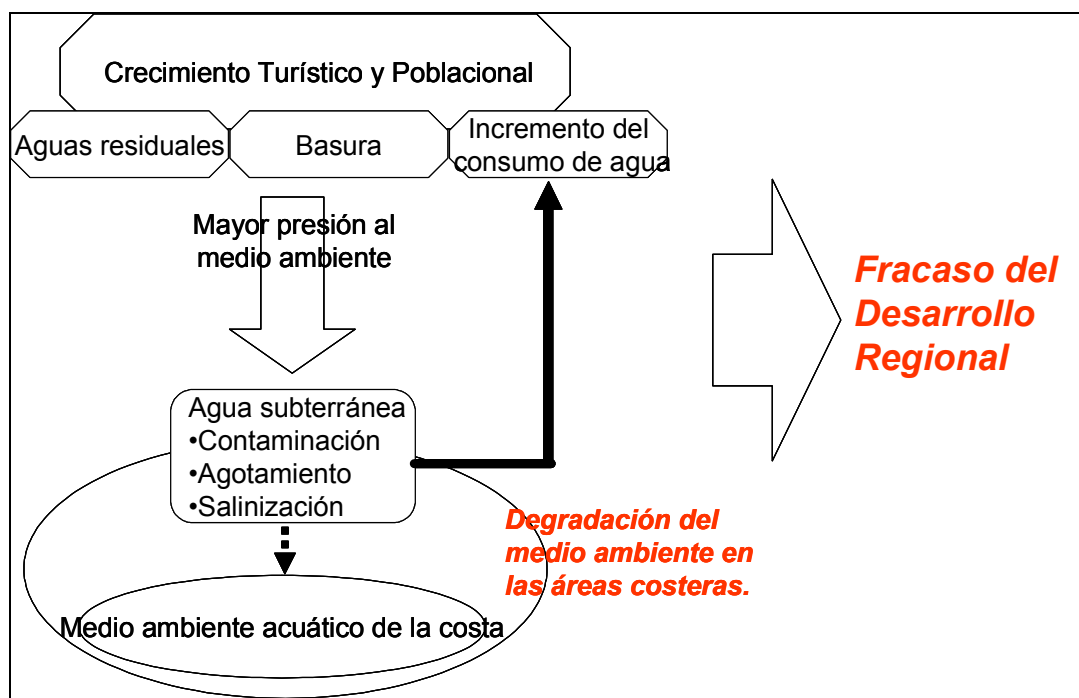 Crecimiento Turístico y Poblacional
Aguas residuales
Basura
Incremento del
consumo de agua
Mayor presión al
medio ambiente
Fracaso del
Desarrollo
Regional
Agua subterránea
•Contaminación
•Agotamiento
•Salinización
Degradación del
medio ambiente en
las áreas costeras.
Medio ambiente acuático de la costa